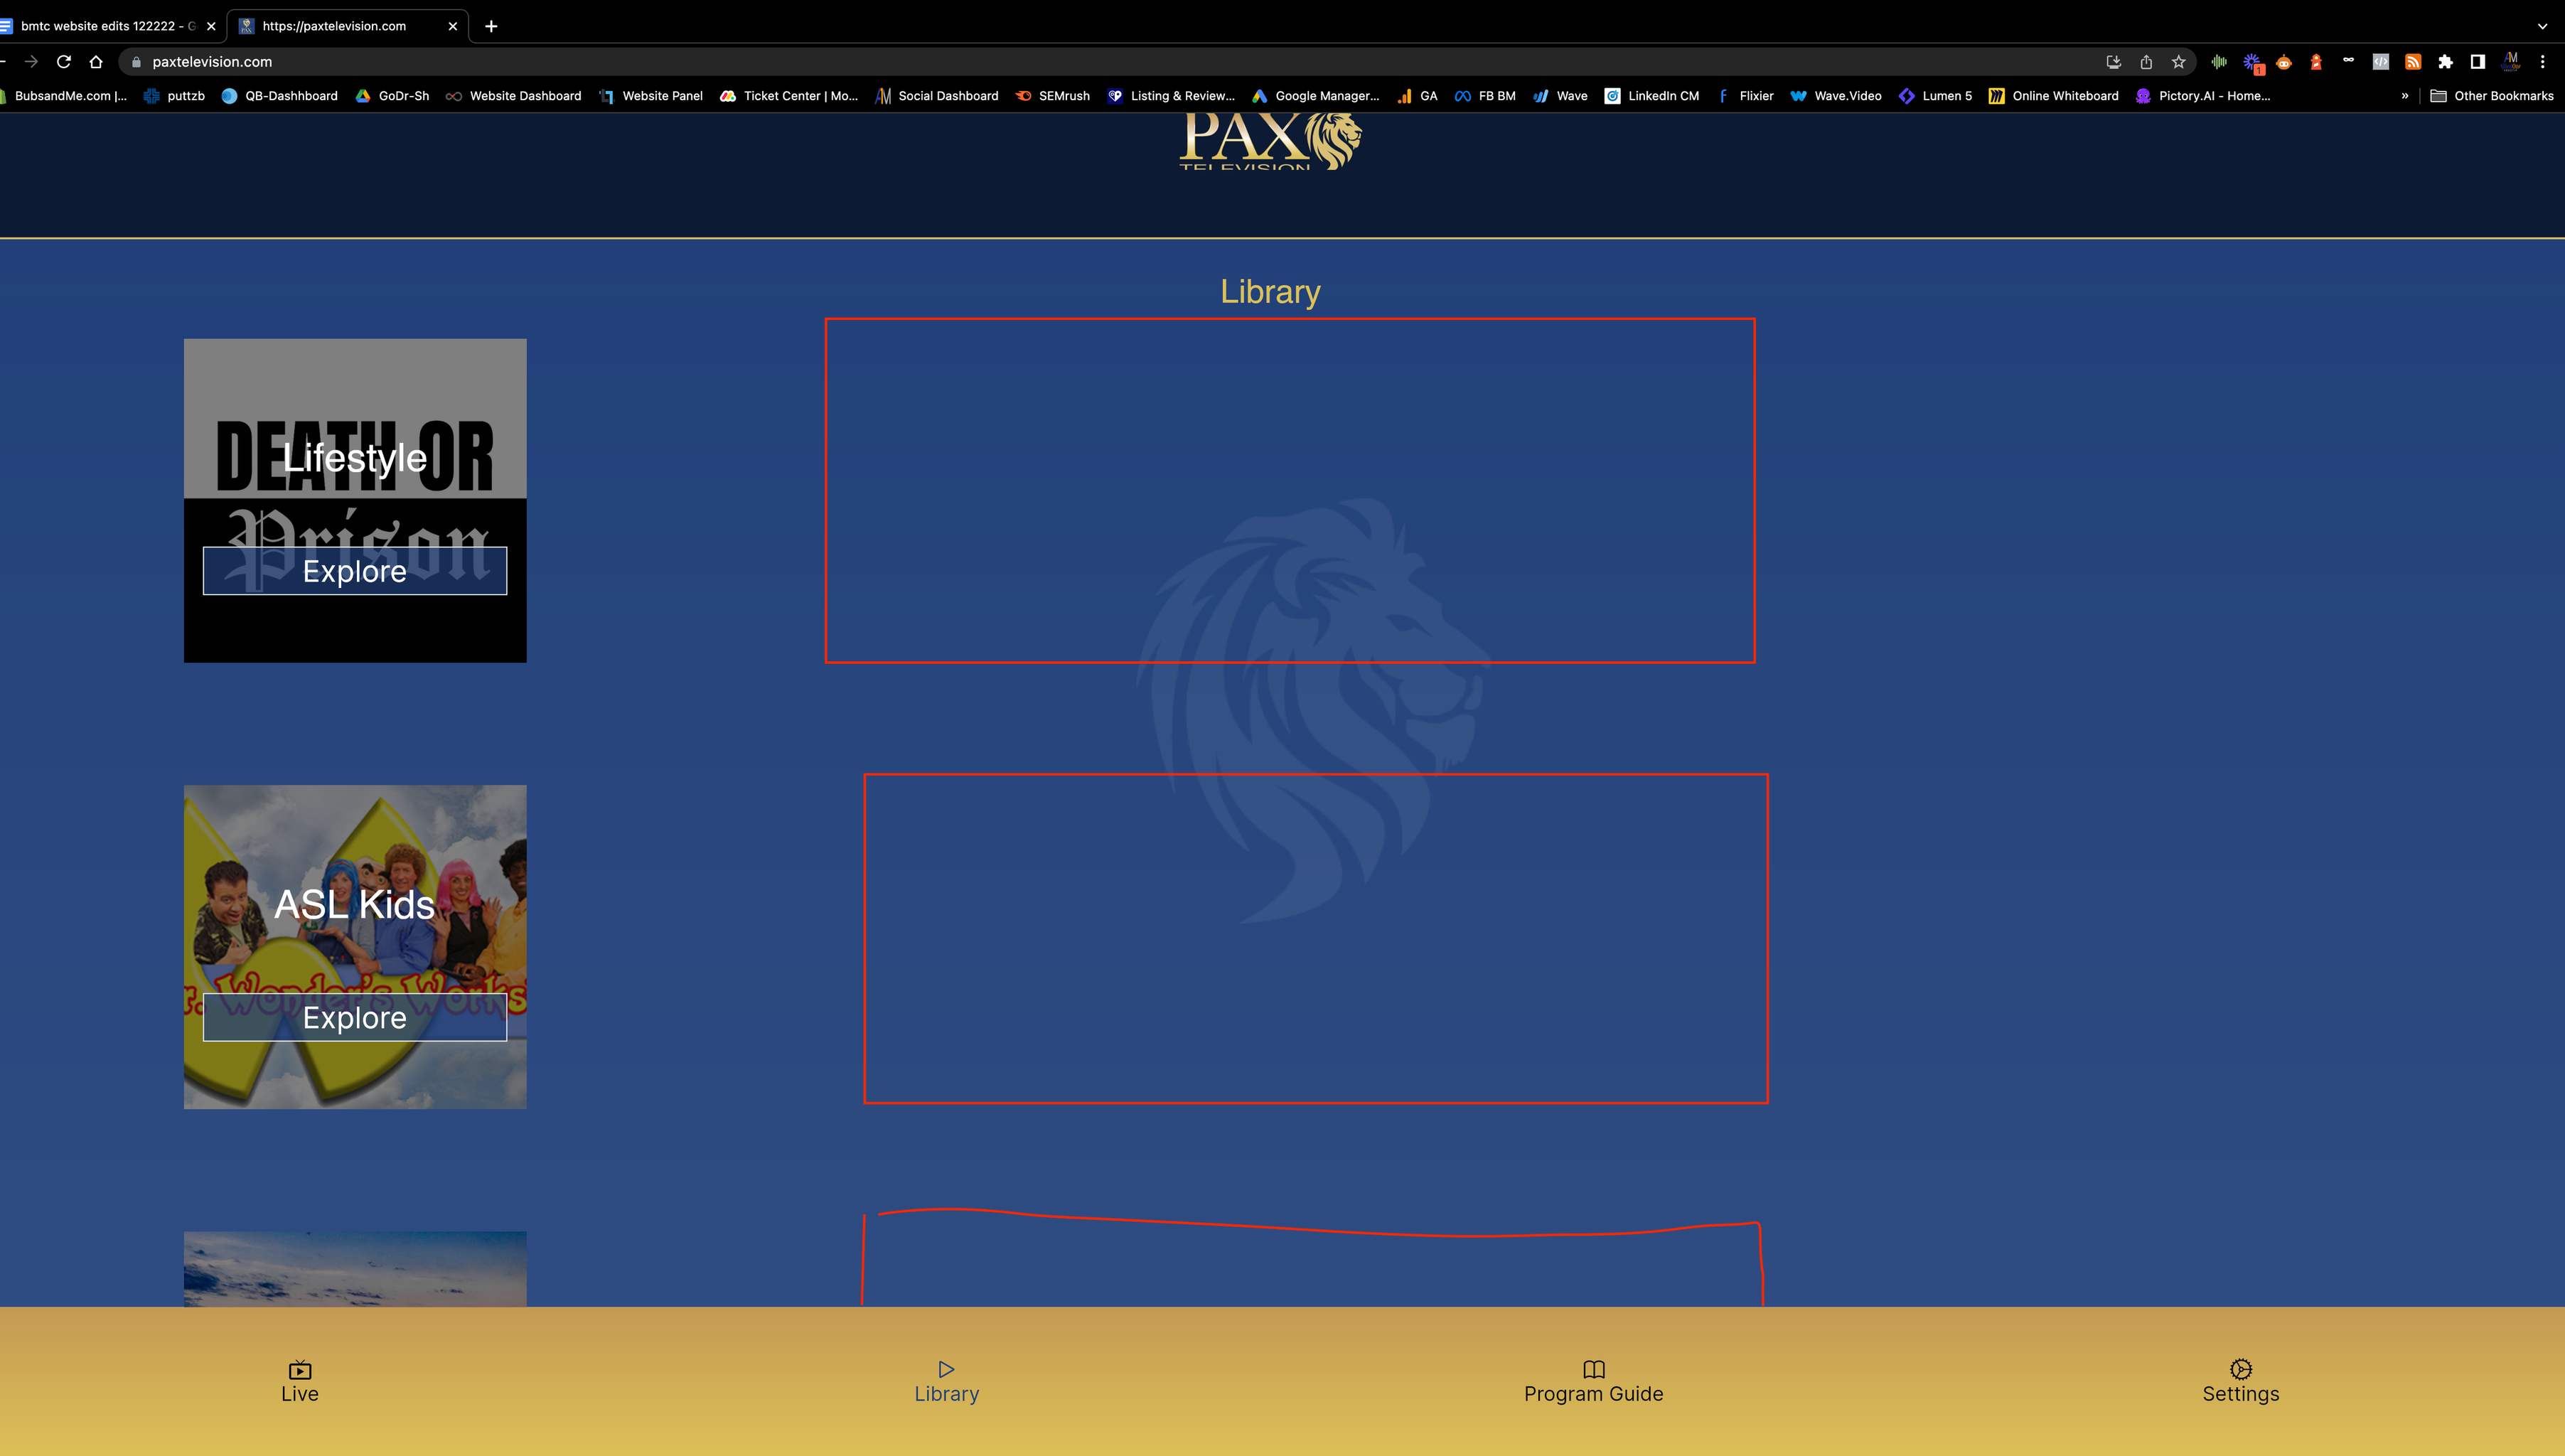 bmtc website edits 122222 - G
https://paxtelevision.com
paxtelevision.com
1
BubsandMe.com |...
puttzb
QB-Dashhboard
GoDr-Sh
Website Dashboard
Website Panel
Ticket Center | Mo...
Social Dashboard
SEMrush
Listing & Review...
Google Manager...
GA
FB BM
Wave
LinkedIn CM
Flixier
Wave.Video
Lumen 5
Online Whiteboard
Pictory.AI - Home...
»
Other Bookmarks
PAX
TELEVISION
Library
DEATH OR
Lifestyle
Prison
Explore
ASL Kids
r. Wonder's Works
Explore
Live
Library
Program Guide
Settings